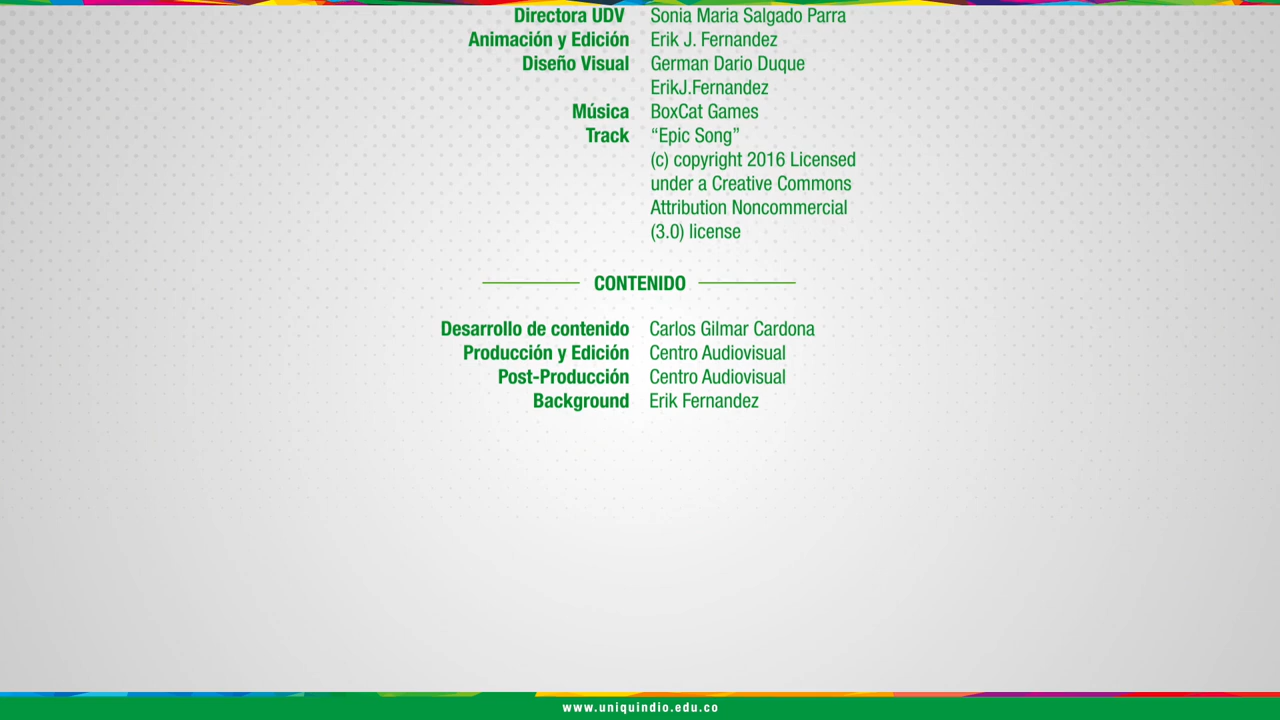 Directora UDV Sonia Maria Salgado Parra
Animación y Edición Erik J. Fernandez
Diseño Visual German Dario Duque
ErikJ.Fernandez
Música BoxCat Games
Track “Epic Song”
(c) copyright 2016 Licensed
under a Creative Commons
Attribution Noncommercial
(3.0) license
CONTENIDO
Desarrollo de contenido Carlos Gilmar Cardona
Producción y Edición Centro Audiovisual
Post-Producción Centro Audiovisual
Background Erik Fernandez
www.uniquindio.edu.co